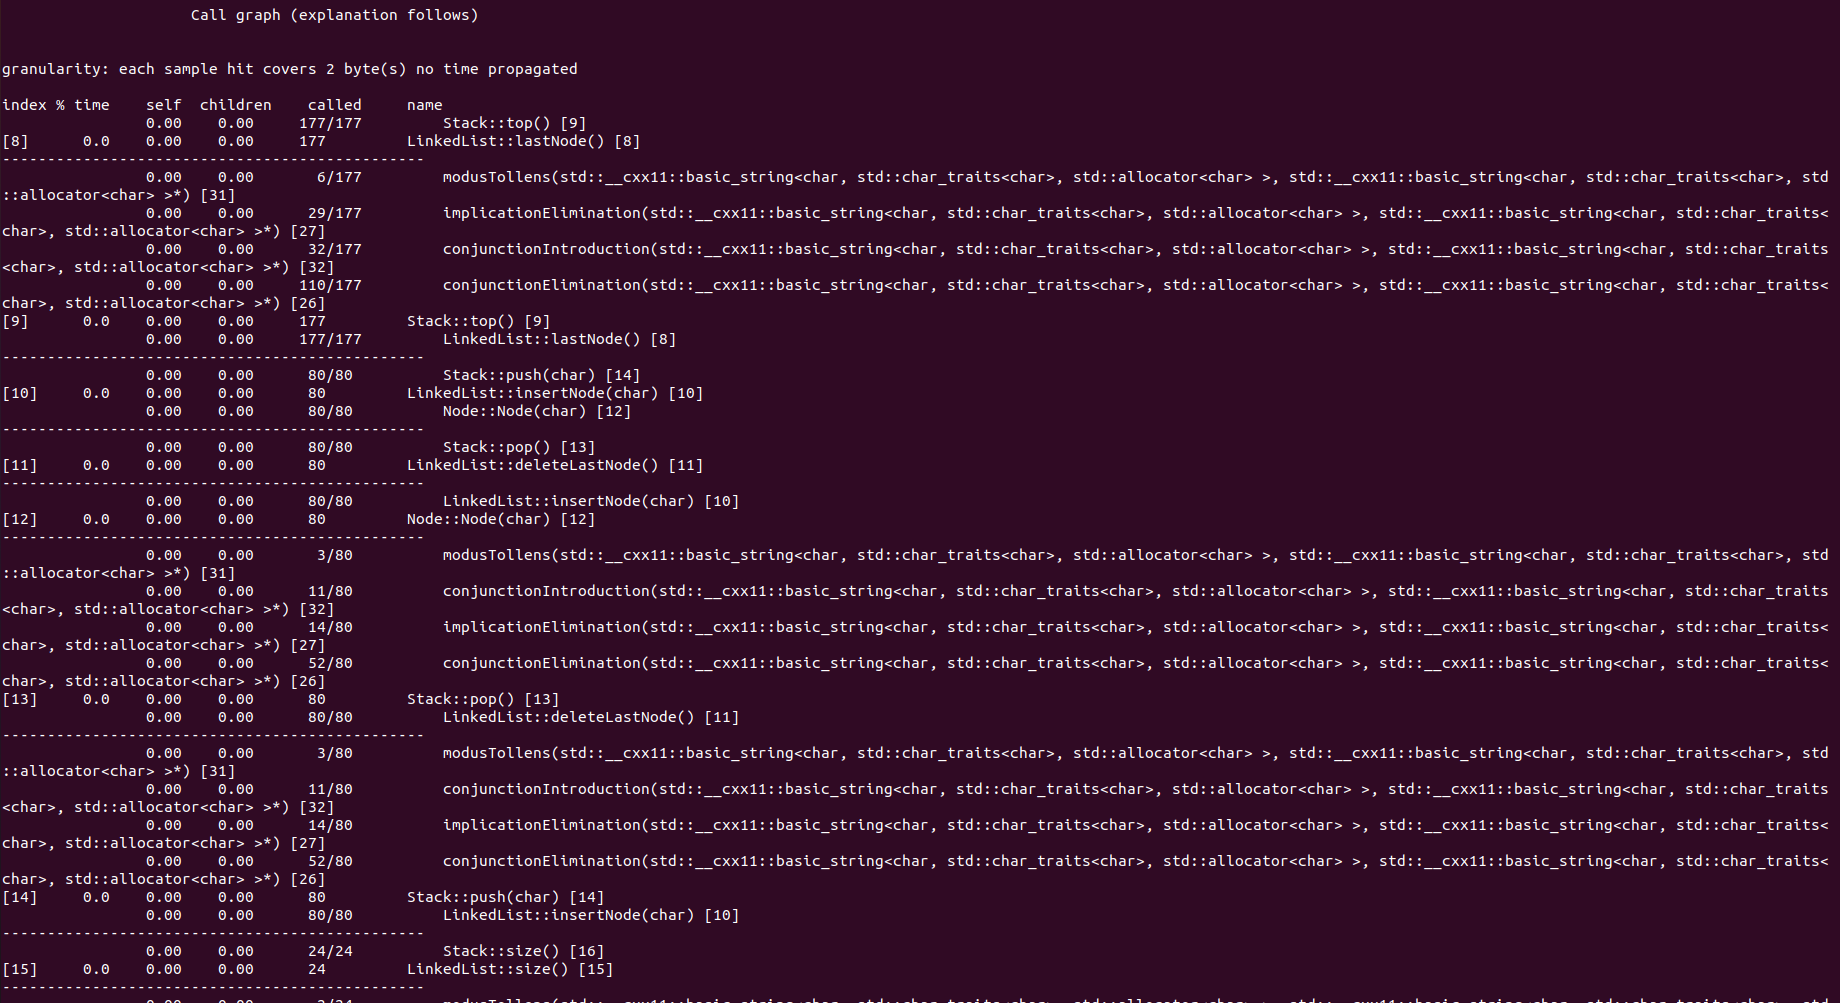 Call graph (explanation follows)
granularity: each sample hit covers 2 byte(s) no time propagated
index % time    self  children    called     name
                0.00    0.00     177/177         Stack::top() [9]
[8]      0.0    0.00    0.00     177         LinkedList::lastNode() [8]
-----------------------------------------------
                0.00    0.00       6/177         modusTollens(std::__cxx11::basic_string<char, std::char_traits<char>, std::allocator<char> >, std::__cxx11::basic_string<char, std::char_traits<char>, std
::allocator<char> >*) [31]
                0.00    0.00      29/177         implicationElimination(std::__cxx11::basic_string<char, std::char_traits<char>, std::allocator<char> >, std::__cxx11::basic_string<char, std::char_traits<
char>, std::allocator<char> >*) [27]
                0.00    0.00      32/177         conjunctionIntroduction(std::__cxx11::basic_string<char, std::char_traits<char>, std::allocator<char> >, std::__cxx11::basic_string<char, std::char_traits
<char>, std::allocator<char> >*) [32]
                0.00    0.00     110/177         conjunctionElimination(std::__cxx11::basic_string<char, std::char_traits<char>, std::allocator<char> >, std::__cxx11::basic_string<char, std::char_traits<
char>, std::allocator<char> >*) [26]
[9]      0.0    0.00    0.00     177         Stack::top() [9]
                0.00    0.00     177/177         LinkedList::lastNode() [8]
-----------------------------------------------
                0.00    0.00      80/80          Stack::push(char) [14]
[10]     0.0    0.00    0.00      80         LinkedList::insertNode(char) [10]
                0.00    0.00      80/80          Node::Node(char) [12]
-----------------------------------------------
                0.00    0.00      80/80          Stack::pop() [13]
[11]     0.0    0.00    0.00      80         LinkedList::deleteLastNode() [11]
-----------------------------------------------
                0.00    0.00      80/80          LinkedList::insertNode(char) [10]
[12]     0.0    0.00    0.00      80         Node::Node(char) [12]
-----------------------------------------------
                0.00    0.00       3/80          modusTollens(std::__cxx11::basic_string<char, std::char_traits<char>, std::allocator<char> >, std::__cxx11::basic_string<char, std::char_traits<char>, std
::allocator<char> >*) [31]
                0.00    0.00      11/80          conjunctionIntroduction(std::__cxx11::basic_string<char, std::char_traits<char>, std::allocator<char> >, std::__cxx11::basic_string<char, std::char_traits
<char>, std::allocator<char> >*) [32]
                0.00    0.00      14/80          implicationElimination(std::__cxx11::basic_string<char, std::char_traits<char>, std::allocator<char> >, std::__cxx11::basic_string<char, std::char_traits<
char>, std::allocator<char> >*) [27]
                0.00    0.00      52/80          conjunctionElimination(std::__cxx11::basic_string<char, std::char_traits<char>, std::allocator<char> >, std::__cxx11::basic_string<char, std::char_traits<
char>, std::allocator<char> >*) [26]
[13]     0.0    0.00    0.00      80         Stack::pop() [13]
                0.00    0.00      80/80          LinkedList::deleteLastNode() [11]
-----------------------------------------------
                0.00    0.00       3/80          modusTollens(std::__cxx11::basic_string<char, std::char_traits<char>, std::allocator<char> >, std::__cxx11::basic_string<char, std::char_traits<char>, std
::allocator<char> >*) [31]
                0.00    0.00      11/80          conjunctionIntroduction(std::__cxx11::basic_string<char, std::char_traits<char>, std::allocator<char> >, std::__cxx11::basic_string<char, std::char_traits
<char>, std::allocator<char> >*) [32]
                0.00    0.00      14/80          implicationElimination(std::__cxx11::basic_string<char, std::char_traits<char>, std::allocator<char> >, std::__cxx11::basic_string<char, std::char_traits<
char>, std::allocator<char> >*) [27]
                0.00    0.00      52/80          conjunctionElimination(std::__cxx11::basic_string<char, std::char_traits<char>, std::allocator<char> >, std::__cxx11::basic_string<char, std::char_traits<
char>, std::allocator<char> >*) [26]
[14]     0.0    0.00    0.00      80         Stack::push(char) [14]
                0.00    0.00      80/80          LinkedList::insertNode(char) [10]
-----------------------------------------------
                0.00    0.00      24/24          Stack::size() [16]
[15]     0.0    0.00    0.00      24         LinkedList::size() [15]
-----------------------------------------------